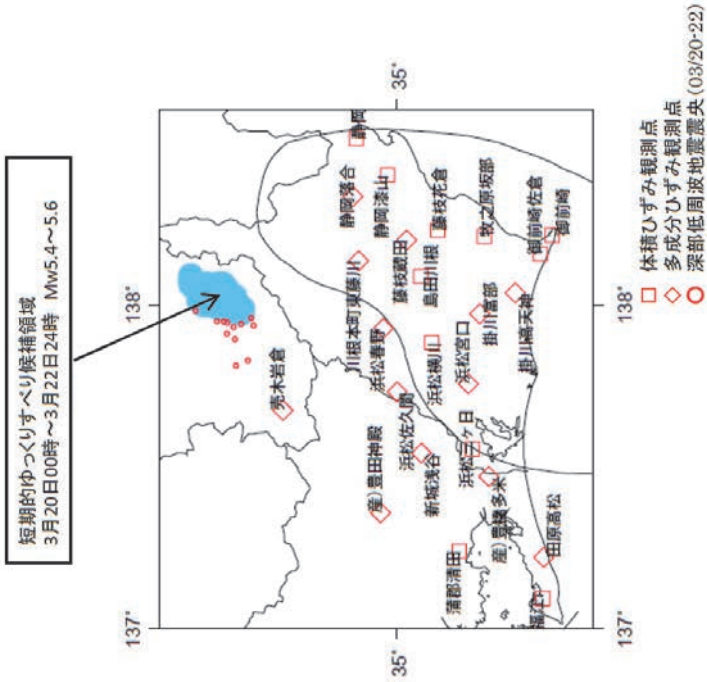 短期的ゆっくりすべり候補領域
3月20日00時～3月22日24時 Mw5.4～5.6
137°
138°
35°
35°
137°
138°
売木岩倉
静岡
静岡落合
静岡漆山
川根本町東藤川
藤枝蔵田
藤枝花倉
島田川根
浜松春野
牧之原坂部
産）豊田神殿
浜松佐久間
浜松横川
掛川富部
御前崎佐倉
御前崎
新城浅谷
浜松宮口
浜松三ケ日
掛川高天神
蒲郡清田
産）豊橋多米
田原高松
福江
体積ひずみ観測点
多成分ひずみ観測点
深部低周波地震震央(03/20-22)